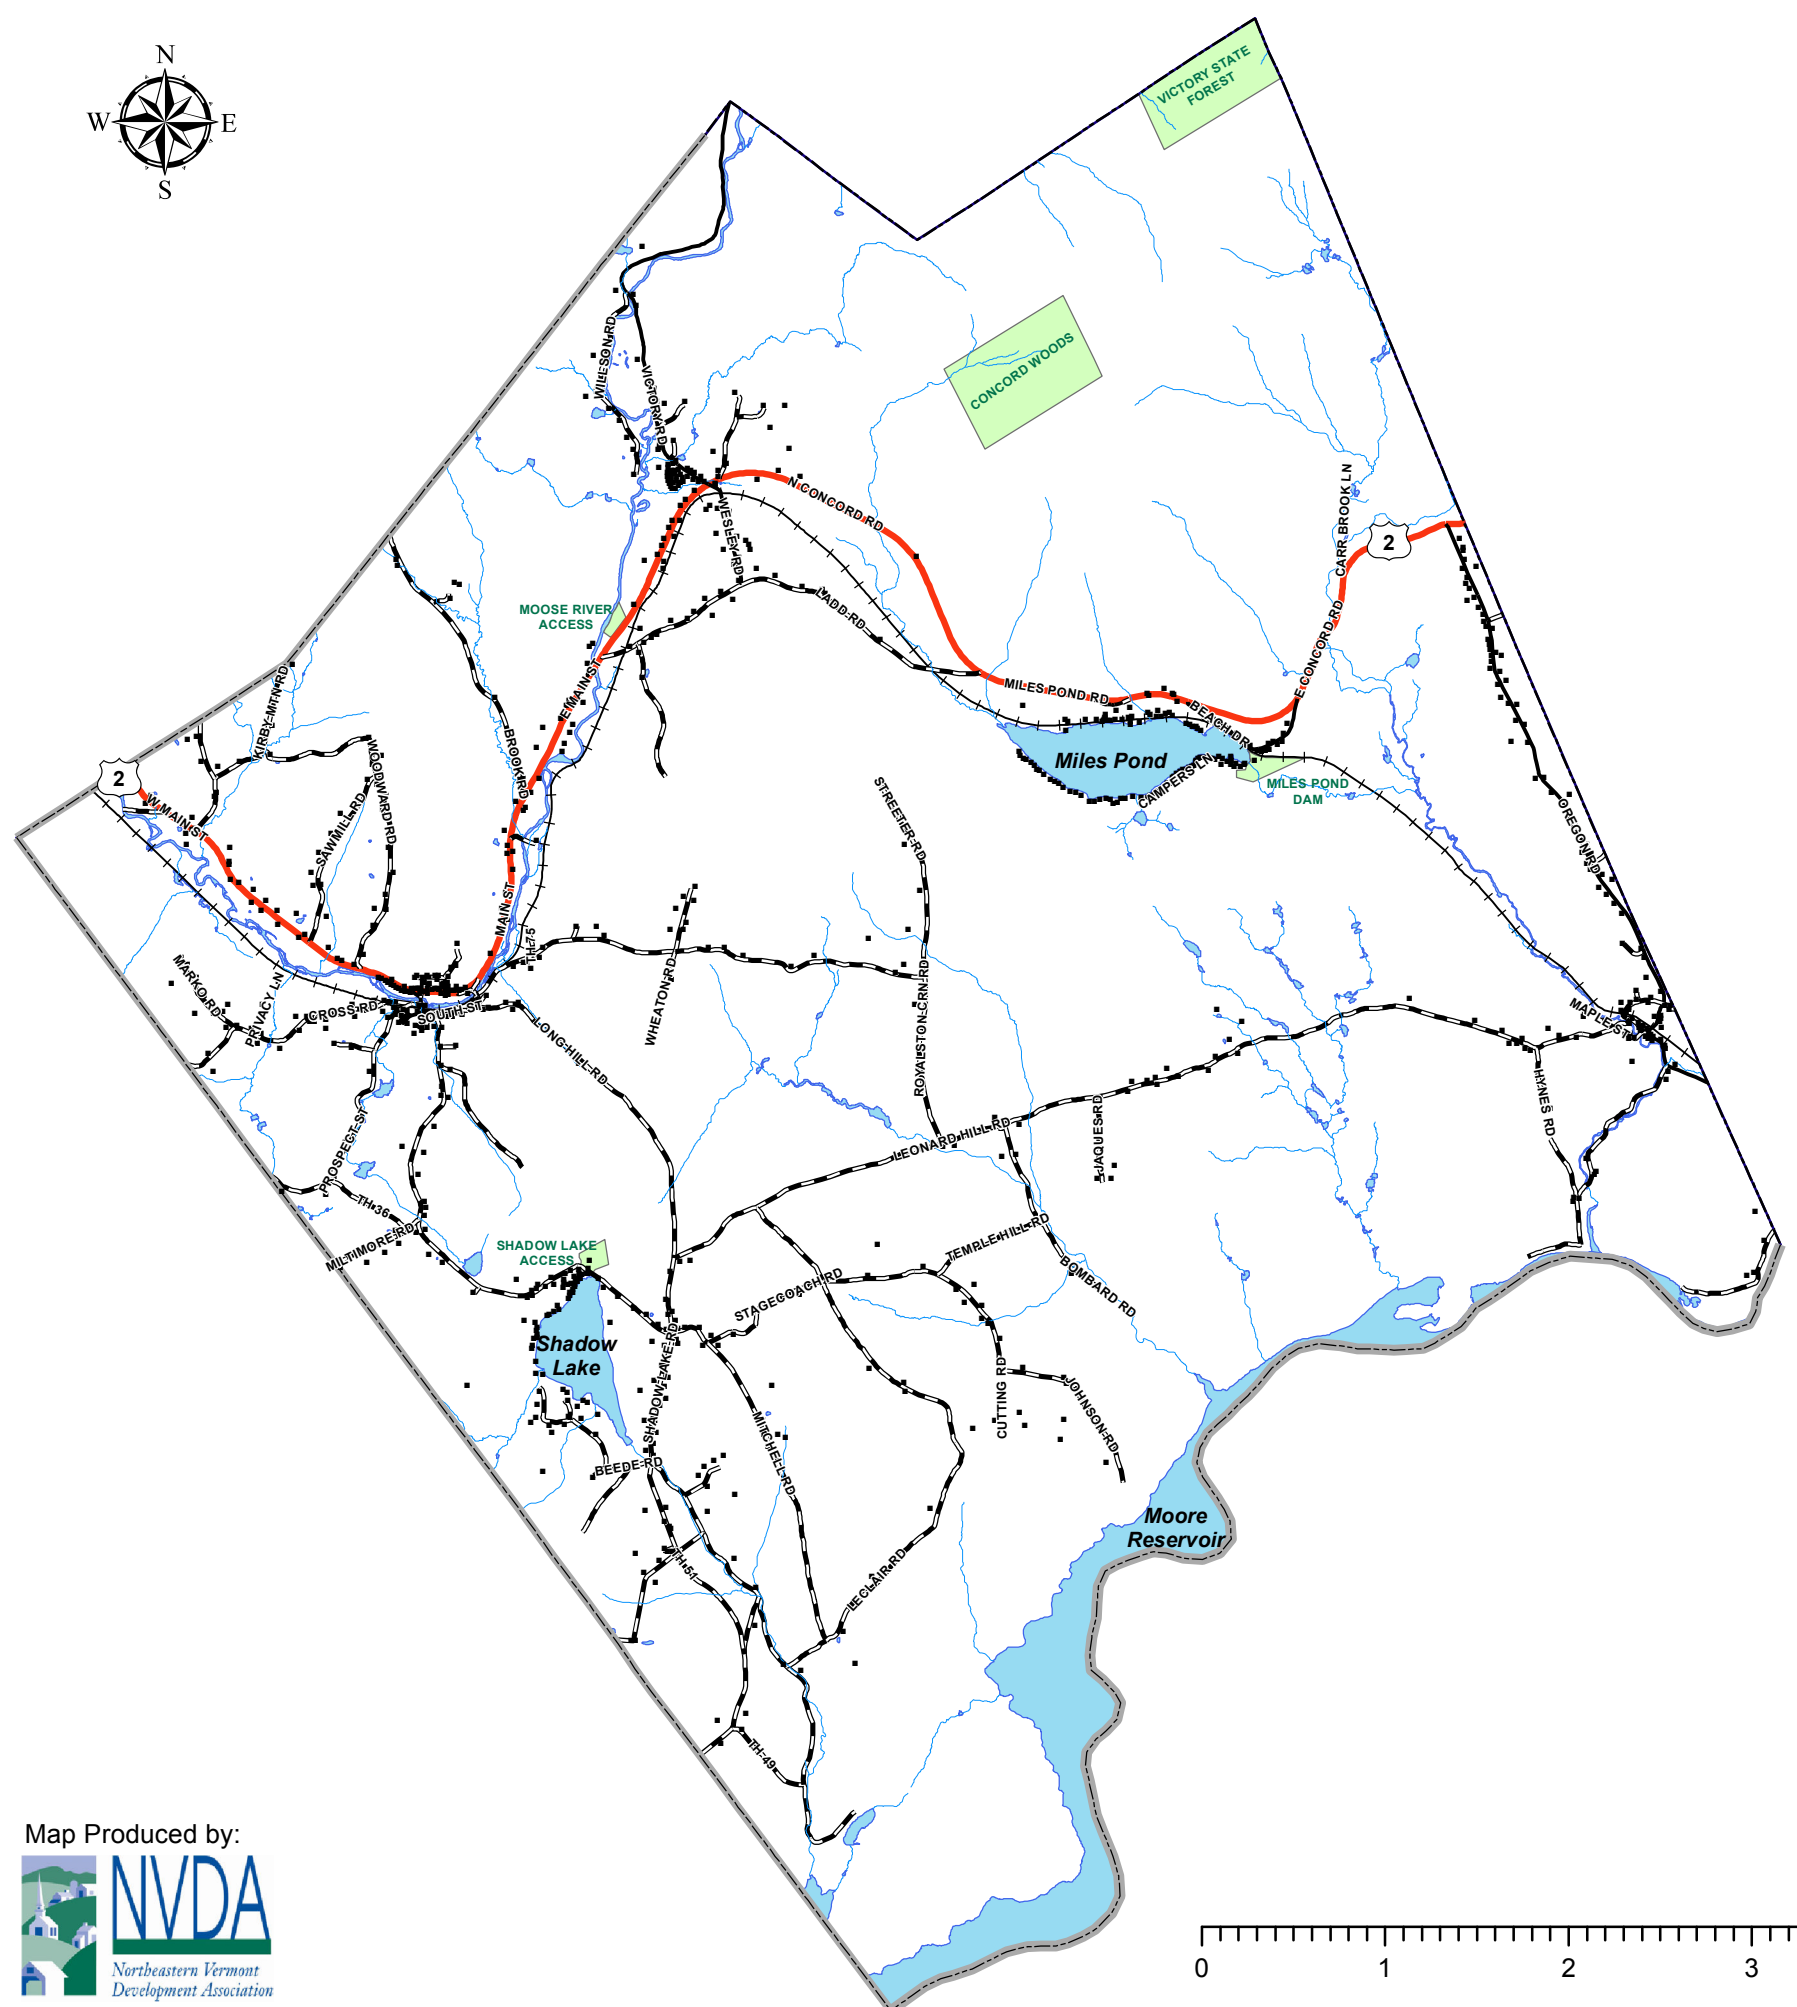 N
W
E
S
VICTORY STATE
FOREST
CONCORD WOODS
WILLSON RD
VICTORY RD
N CONCORD RD
WESLEY RD
CARR BROOK LN
2
MOOSE RIVER
ACCESS
LADD RD
E MAIN ST
E CONCORD RD
MILES POND RD
BEACH DR
KIRBY MTN RD
WOODWARD RD
BROOK RD
Miles Pond
CAMPERS LN
MILES POND
DAM
2
W MAIN ST
SAWMILL RD
STREETER RD
OREGON RD
MAIN ST
TH 75
MARKO RD
PRIVACY LN
CROSS RD
SOUTH ST
WHEATON RD
LONG HILL RD
ROYALSTON CRN RD
MAPLE ST
HYNES RD
PROSPECT ST
LEONARD HILL RD
JAQUES RD
TH 36
MILTIMORE RD
SHADOW LAKE
ACCESS
TEMPLE HILL RD
STAGECOACH RD
BOMBARD RD
Shadow
Lake
SHADOW LAKE RD
CUTTING RD
JOHNSON RD
MITCHELL RD
BEEDE RD
Moore
Reservoir
TH 51
LECLAIR RD
TH 49
Map Produced by:
NVDA
Northeastern Vermont
Development Association
0 1 2 3